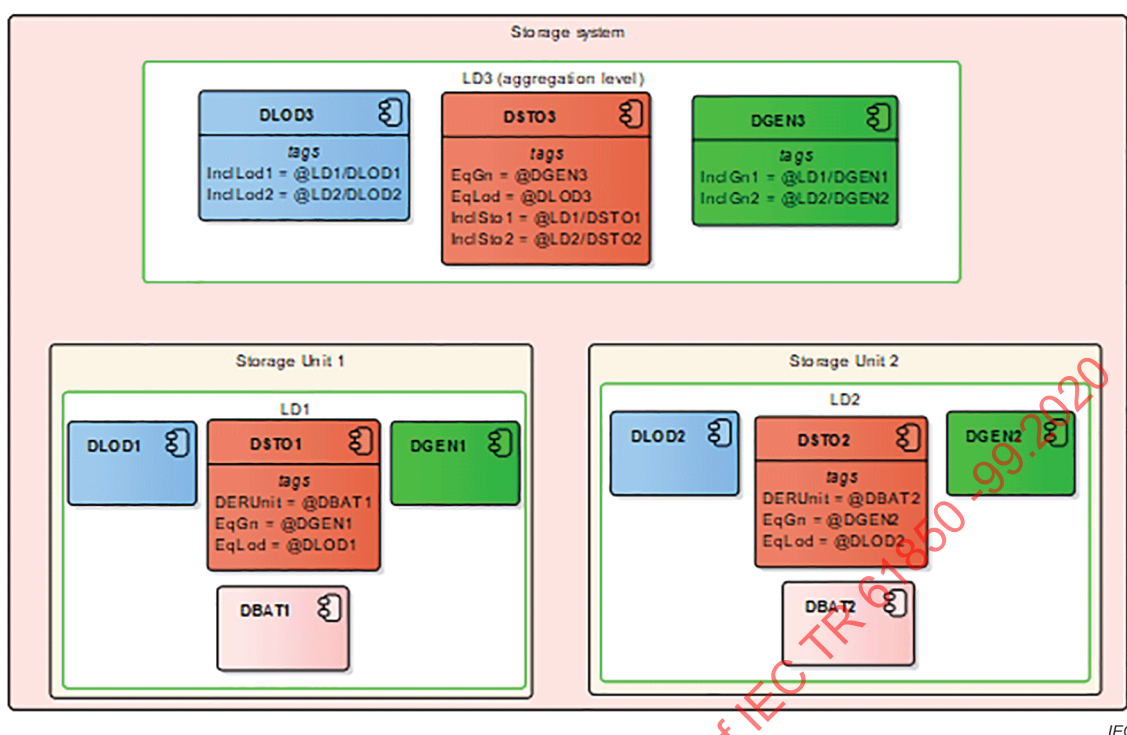 Storage system
LD3 (aggregation level)
DLOD3
tags
InclLod1 = @LD1/DLOD1
InclLod2 = @LD2/DLOD2
DSTO3
tags
EqGn = @DGEN3
EqLod = @DLOD3
InclSto1 = @LD1/DSTO1
InclSto2 = @LD2/DSTO2
DGEN3
tags
InclGn1 = @LD1/DGEN1
InclGn2 = @LD2/DGEN2
Storage Unit 1
LD1
DLOD1
DSTO1
tags
DERUnit = @DBAT1
EqGn = @DGEN1
EqLod = @DLOD1
DGEN1
DBAT1
Storage Unit 2
LD2
DLOD2
DSTO2
tags
DERUnit = @DBAT2
EqGn = @DGEN2
EqLod = @DLOD2
DGEN2
DBAT2
of IEC TR 61850-99:2020
IEC